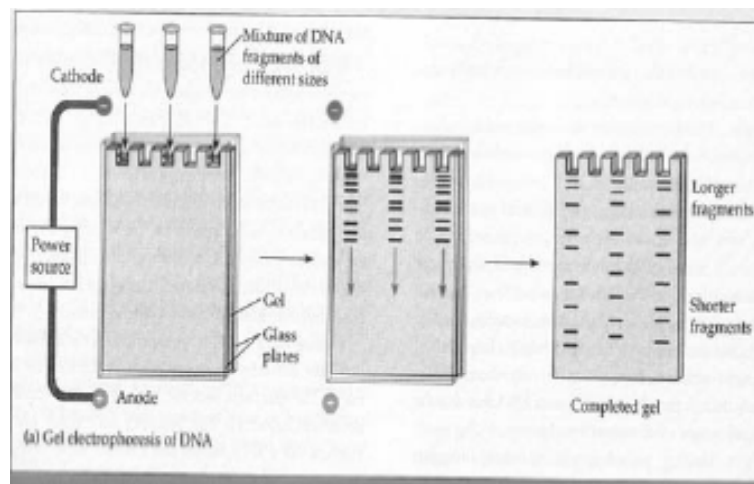 Mixture of DNA
fragments of
different sizes
Cathode
Power
source
Gel
Glass
plates
Anode
Longer
fragments
Shorter
fragments
Completed gel
(a) Gel electrophoresis of DNA